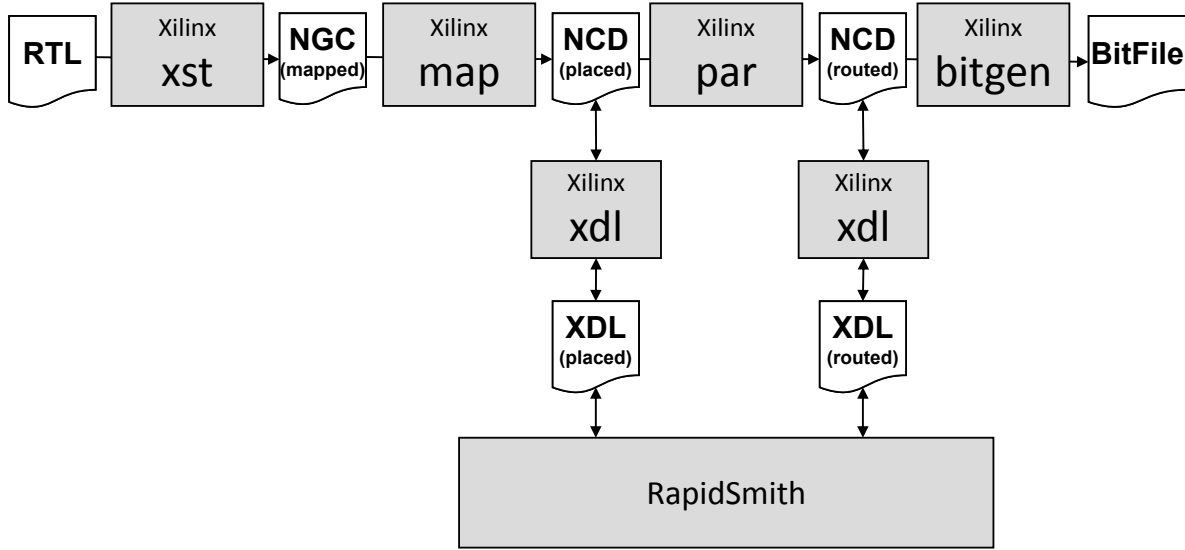 RTL
Xilinx
xst
NGC
(mapped)
Xilinx
map
NCD
(placed)
Xilinx
par
NCD
(routed)
Xilinx
bitgen
BitFile
Xilinx
xdl
Xilinx
xdl
XDL
(placed)
XDL
(routed)
RapidSmith